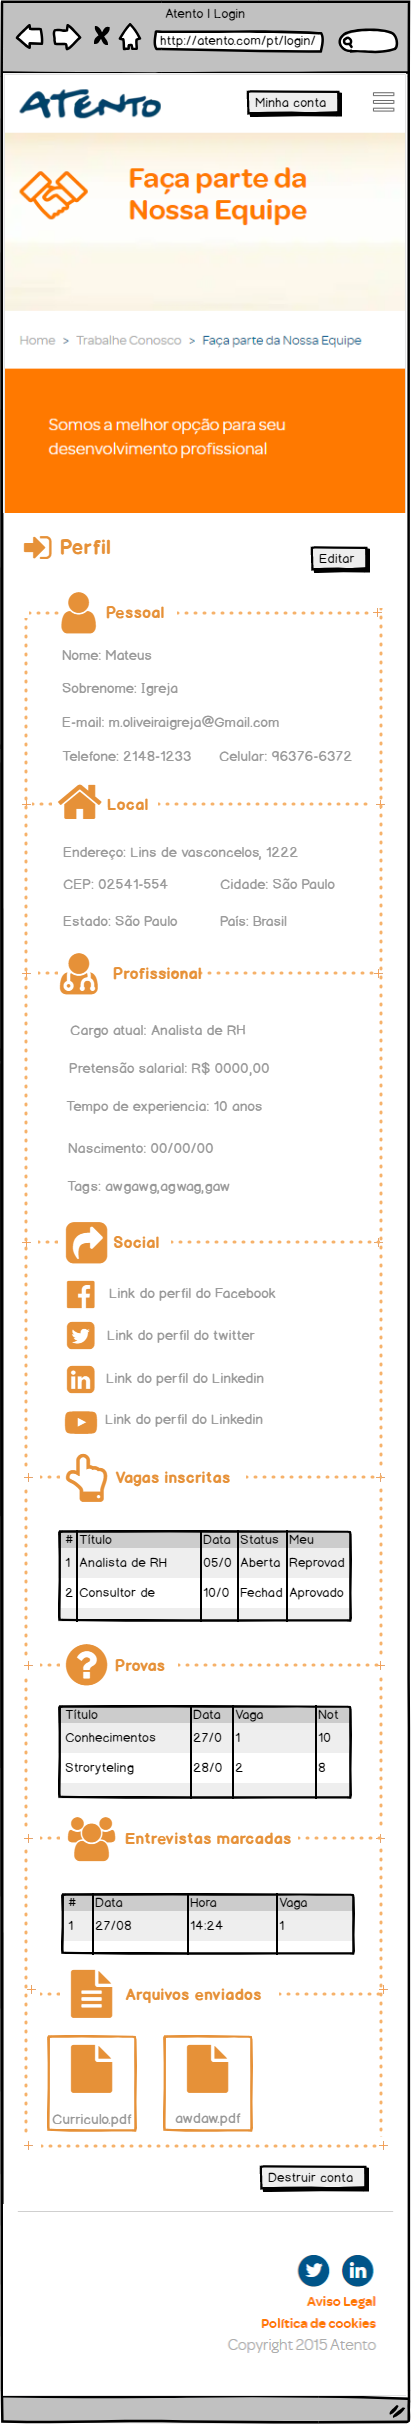 Atento | Login
http://atento.com/pt/login/
ATENTO
Minha conta
Faça parte da
Nossa Equipe
Home > Trabalhe Conosco > Faça parte da Nossa Equipe
Somos a melhor opção para seu
desenvolvimento profissional
Perfil
Editar
Pessoal
Nome: Mateus
Sobrenome: Igreja
E-mail: m.oliveiraigreja@Gmail.com
Telefone: 2148-1233 Celular: 96376-6372
Local
Endereço: Lins de vasconcelos, 1222
CEP: 02541-554 Cidade: São Paulo
Estado: São Paulo País: Brasil
Profissional
Cargo atual: Analista de RH
Pretensão salarial: R$ 0000,00
Tempo de experiencia: 10 anos
Nascimento: 00/00/00
Tags: awgawg,agwag,gaw
Social
Link do perfil do Facebook
Link do perfil do twitter
Link do perfil do Linkedin
Link do perfil do Linkedin
Vagas inscritas
# Título Data Status Meu
1 Analista de RH 05/0 Aberta Reprovad
2 Consultor de 10/0 Fechad Aprovado
Provas
Título Data Vaga Not
Conhecimentos 27/0 1 10
Stroryteling 28/0 2 8
Entrevistas marcadas
# Data Hora Vaga
1 27/08 14:24 1
Arquivos enviados
Curriculo.pdf awdaw.pdf
Destruir conta
Aviso Legal
Política de cookies
Copyright 2015 Atento